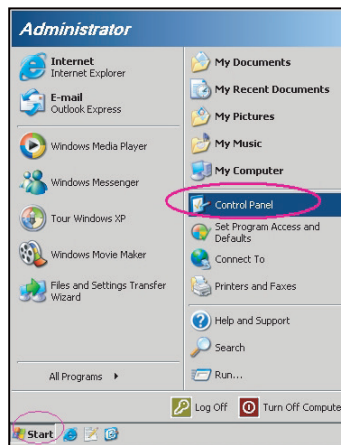 Administrator
Internet
Internet Explorer
E-mail
Outlook Express
Windows Media Player
Windows Messenger
Tour Windows XP
Windows Movie Maker
Files and Settings Transfer
Wizard
All Programs
My Documents
My Recent Documents
My Pictures
My Music
My Computer
Control Panel
Set Program Access and
Defaults
Connect To
Printers and Faxes
Help and Support
Search
Run...
Log Off
Turn Off Compute
Start